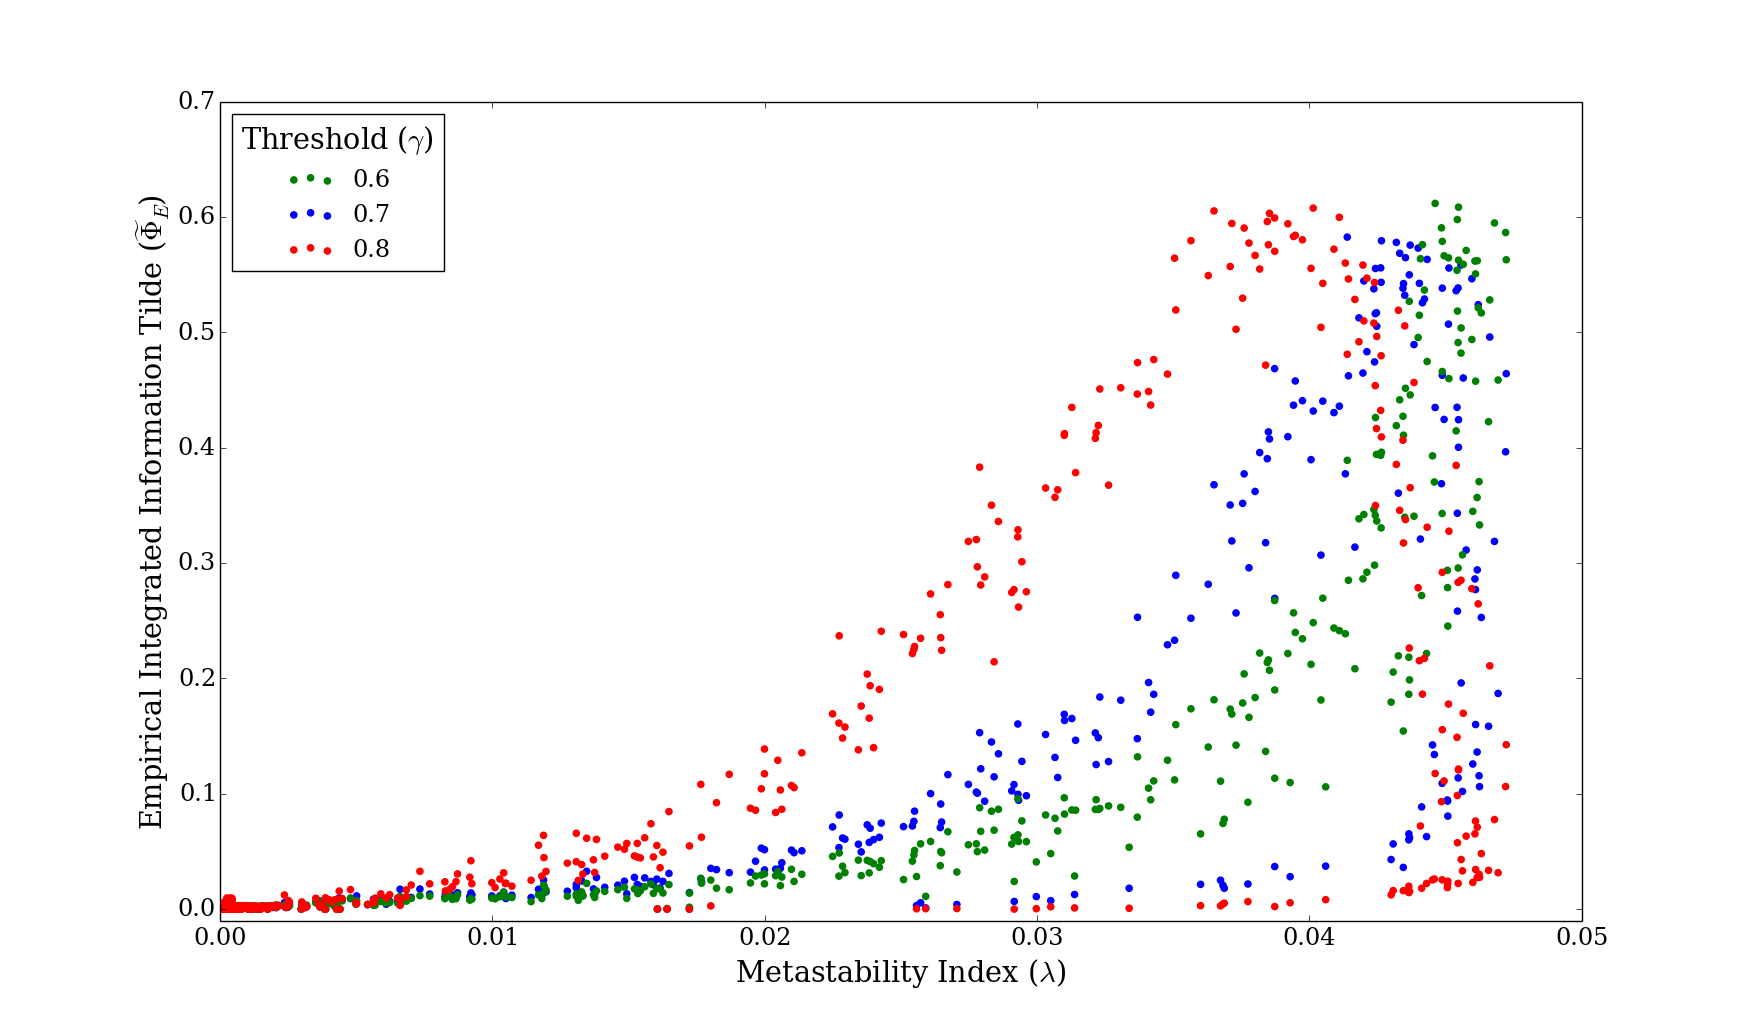 0.7
0.6
0.5
0.4
0.3
0.2
0.1
0.0
Empirical Integrated Information Tilde (Φ̃_E)
Threshold (γ)
0.6
0.7
0.8
0.00 0.01 0.02 0.03 0.04 0.05
Metastability Index (λ)